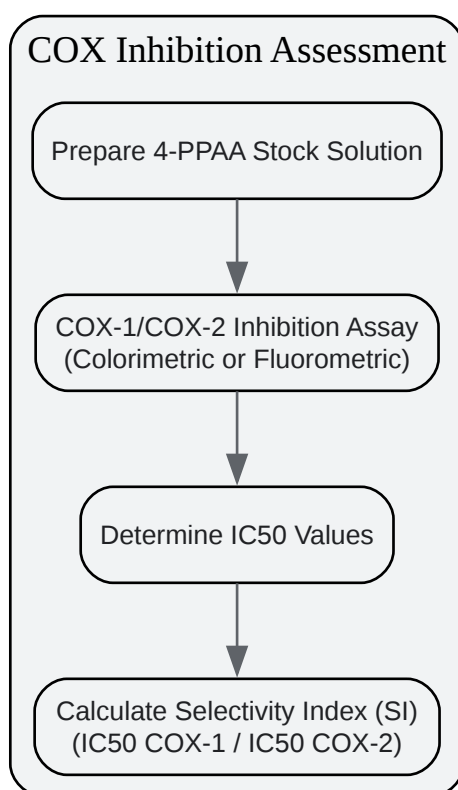 COX Inhibition Assessment
Prepare 4-PPAA Stock Solution
COX-1/COX-2 Inhibition Assay
(Colorimetric or Fluorometric)
Determine IC50 Values
Calculate Selectivity Index (SI)
(IC50 COX-1 / IC50 COX-2)